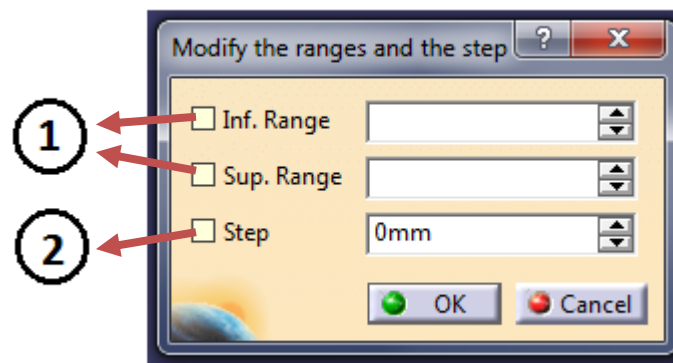 Modify the ranges and the step ? X
1
Inf. Range
Sup. Range
2
Step 0mm
OK Cancel